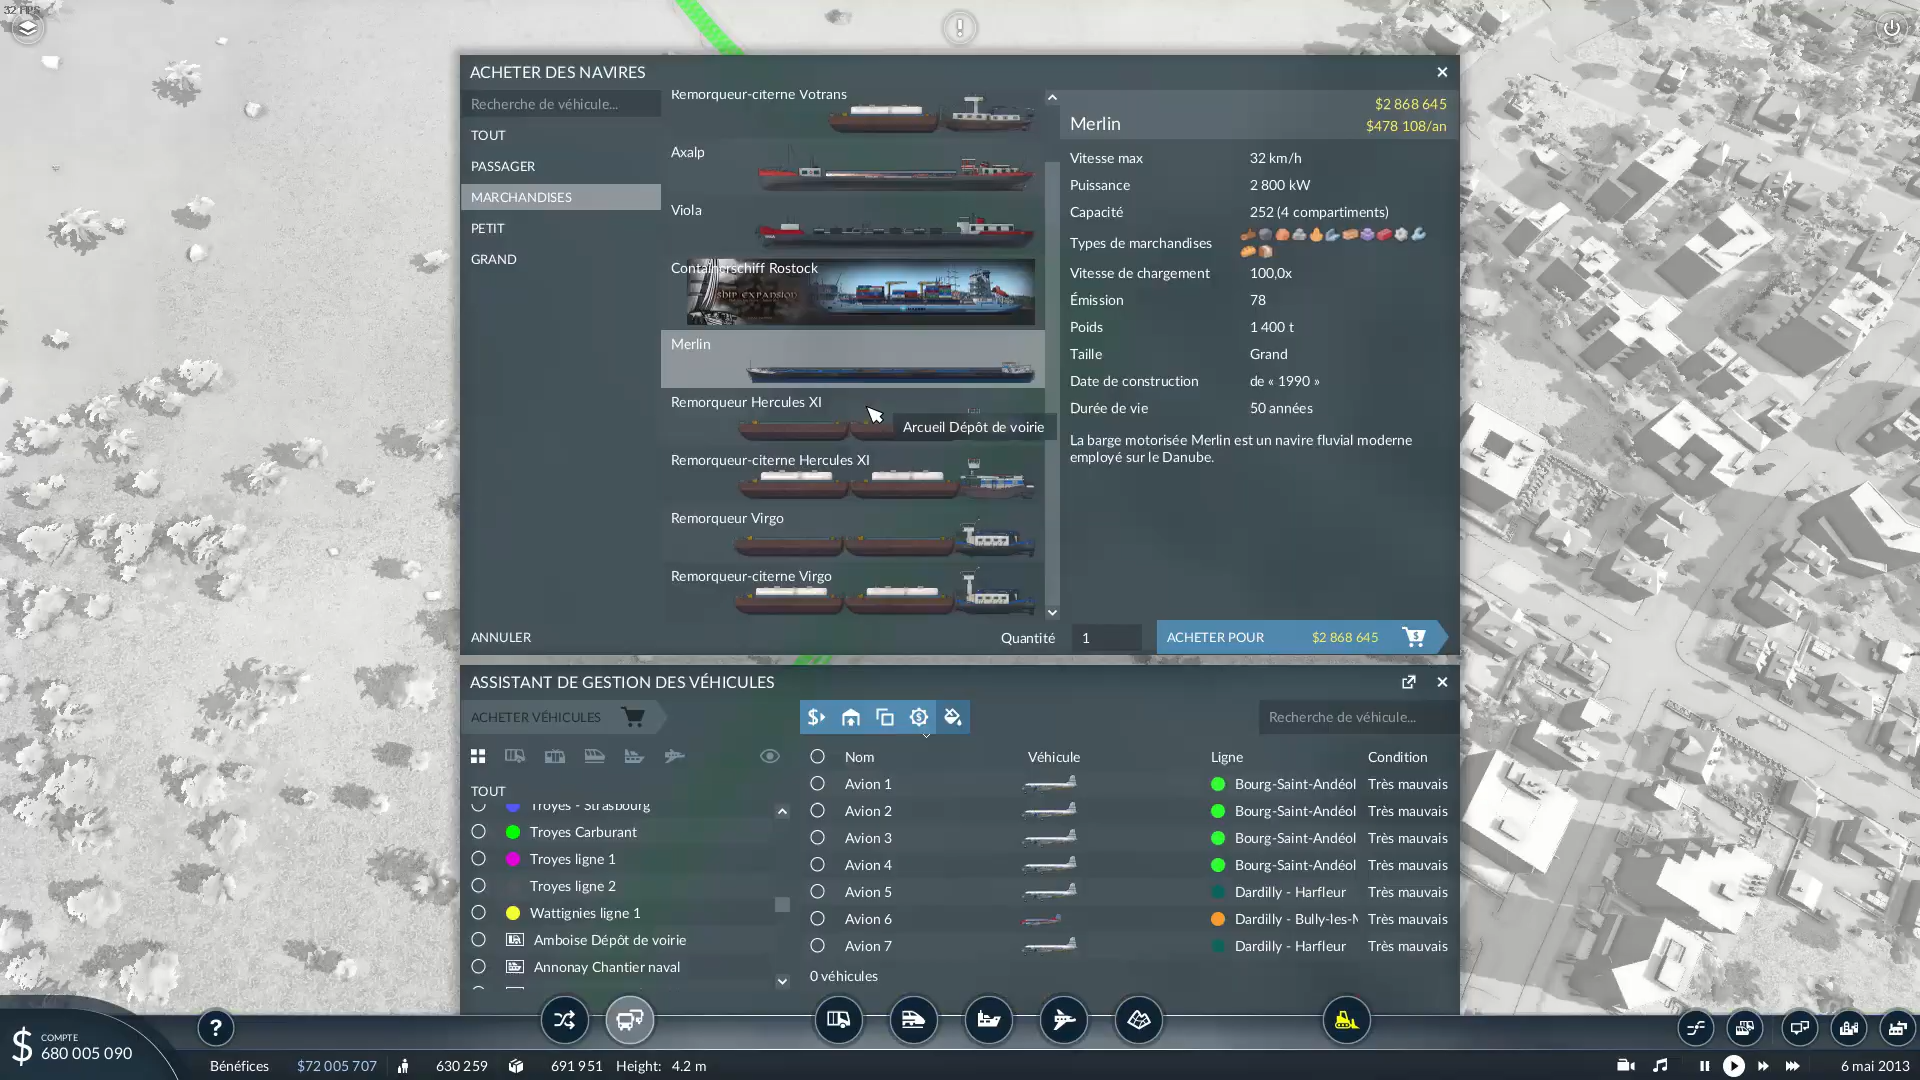 32 FPS
ACHETER DES NAVIRES
Recherche de véhicule...
TOUT
PASSAGER
MARCHANDISES
PETIT
GRAND
Remorqueur-citerne Votrans
Axalp
Viola
Containerschiff Rostock
SHIP EXPANSION
Merlin
Remorqueur Hercules XI
Arcueil Dépôt de voirie
Remorqueur-citerne Hercules XI
Remorqueur Virgo
Remorqueur-citerne Virgo
$2 868 645
Merlin
$478 108/an
Vitesse max 32 km/h
Puissance 2 800 kW
Capacité 252 (4 compartiments)
Types de marchandises
Vitesse de chargement 100,0x
Émission 78
Poids 1 400 t
Taille Grand
Date de construction de « 1990 »
Durée de vie 50 années
La barge motorisée Merlin est un navire fluvial moderne
employé sur le Danube.
ANNULER
Quantité 1
ACHETER POUR $2 868 645
ASSISTANT DE GESTION DES VÉHICULES
ACHETER VÉHICULES
Recherche de véhicule...
TOUT
Troyes - Strasbourg
Troyes Carburant
Troyes ligne 1
Troyes ligne 2
Wattignies ligne 1
Amboise Dépôt de voirie
Annonay Chantier naval
Nom Véhicule Ligne Condition
Avion 1 Bourg-Saint-Andéol Très mauvais
Avion 2 Bourg-Saint-Andéol Très mauvais
Avion 3 Bourg-Saint-Andéol Très mauvais
Avion 4 Bourg-Saint-Andéol Très mauvais
Avion 5 Dardilly - Harfleur Très mauvais
Avion 6 Dardilly - Bully-les-M Très mauvais
Avion 7 Dardilly - Harfleur Très mauvais
0 véhicules
COMPTE
680 005 090
Bénéfices $72 005 707 630 259 691 951 Height: 4.2 m
6 mai 2013